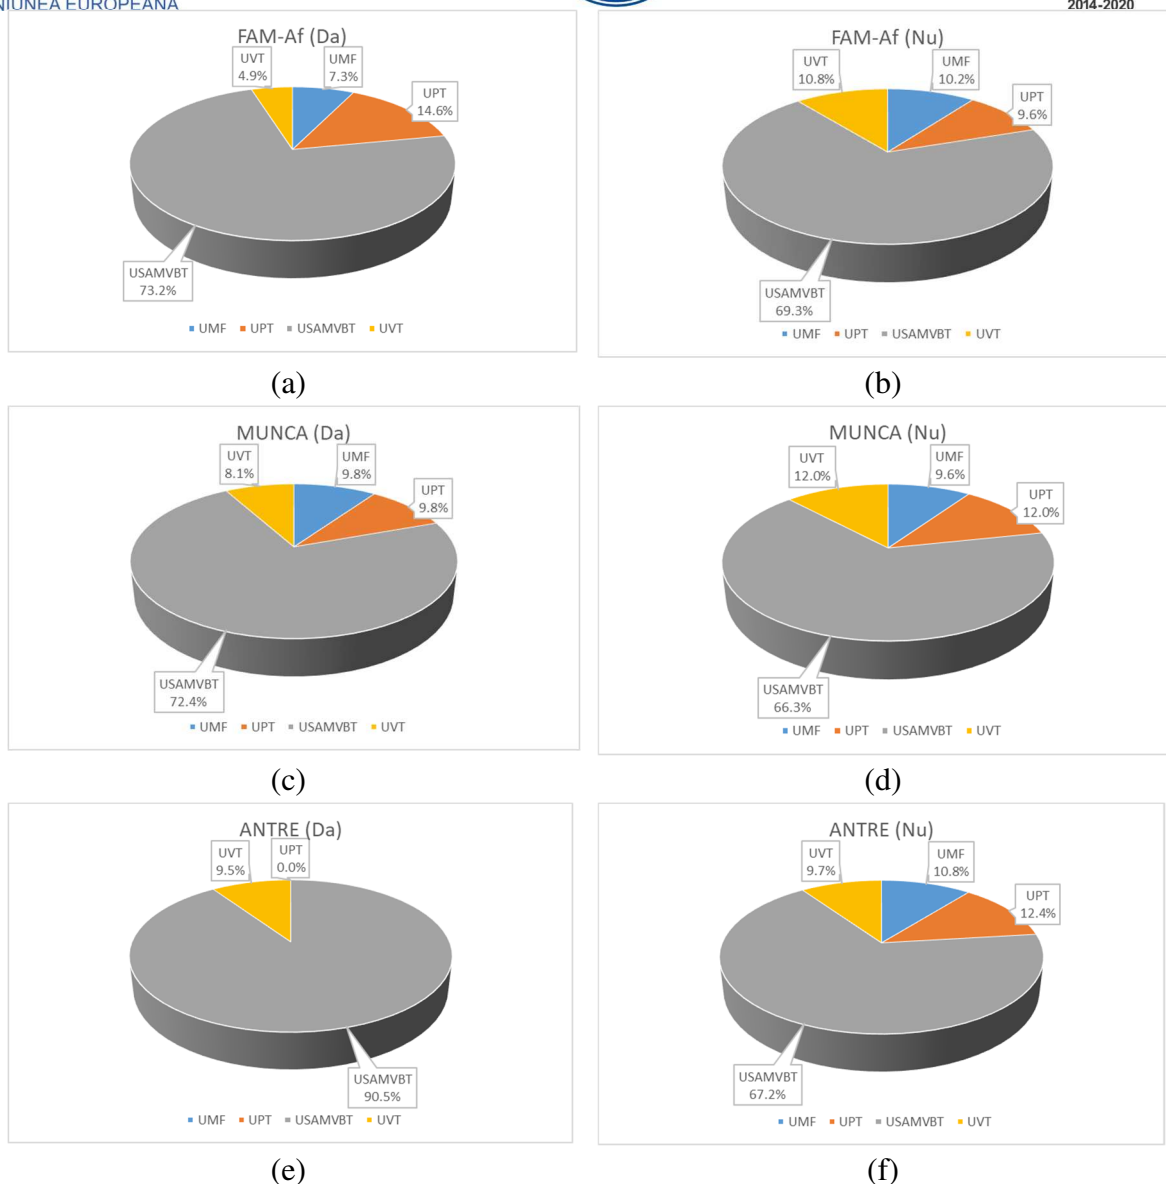 2014-2020
FAM-Af (Da)
UVT
4.9%
UMF
7.3%
UPT
14.6%
USAMVBT
73.2%
UMF UPT USAMVBT UVT
(a)
FAM-Af (Nu)
UVT
10.8%
UMF
10.2%
UPT
9.6%
USAMVBT
69.3%
UMF UPT USAMVBT UVT
(b)
MUNCA (Da)
UVT
8.1%
UMF
9.8%
UPT
9.8%
USAMVBT
72.4%
UMF UPT USAMVBT UVT
(c)
MUNCA (Nu)
UVT
12.0%
UMF
9.6%
UPT
12.0%
USAMVBT
66.3%
UMF UPT USAMVBT UVT
(d)
ANTRE (Da)
UVT
9.5%
UPT
0.0%
USAMVBT
90.5%
UMF UPT USAMVBT UVT
(e)
ANTRE (Nu)
UVT
9.7%
UMF
10.8%
UPT
12.4%
USAMVBT
67.2%
UMF UPT USAMVBT UVT
(f)